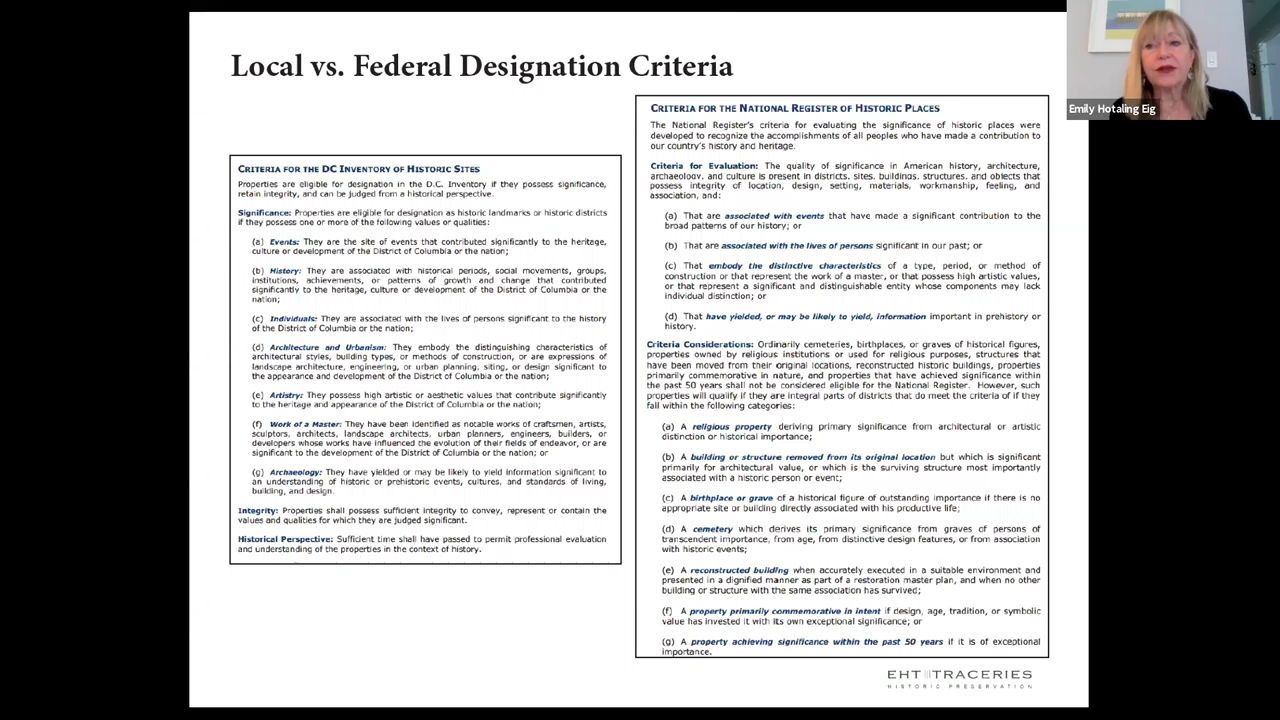 Local vs. Federal Designation Criteria
CRITERIA FOR THE DC INVENTORY OF HISTORIC SITES
Properties are eligible for designation in the D.C. Inventory if they possess significance,
retain integrity, and can be judged from a historical perspective.
Significance: Properties are eligible for designation as historic landmarks or historic districts
if they possess one or more of the following values or qualities:
(a) Events: They are the site of events that contributed significantly to the heritage,
culture or development of the District of Columbia or the nation;
(b) History: They are associated with historical periods, social movements, groups,
institutions, achievements, or patterns of growth and change that contributed
significantly to the heritage, culture or development of the District of Columbia or the
nation;
(c) Individuals: They are associated with the lives of persons significant to the history
of the District of Columbia or the nation;
(d) Architecture and Urbanism: They embody the distinguishing characteristics of
architectural styles, building types, or methods of construction, or are expressions of
landscape architecture, engineering, or urban planning, siting, or design significant to
the appearance and development of the District of Columbia or the nation;
(e) Artistry: They possess high artistic or aesthetic values that contribute significantly
to the heritage and appearance of the District of Columbia or the nation;
(f) Work of a Master: They have been identified as notable works of craftsmen, artists,
sculptors, architects, landscape architects, urban planners, engineers, builders, or
developers whose works have influenced the evolution of their fields of endeavor, or are
significant to the development of the District of Columbia or the nation; or
(g) Archaeology: They have yielded or may be likely to yield information significant to
an understanding of historic or prehistoric events, cultures, and standards of living,
building, and design.
Integrity: Properties shall possess sufficient integrity to convey, represent or contain the
values and qualities for which they are judged significant.
Historical Perspective: Sufficient time shall have passed to permit professional evaluation
and understanding of the properties in the context of history.
CRITERIA FOR THE NATIONAL REGISTER OF HISTORIC PLACES
The National Register's criteria for evaluating the significance of historic places were
developed to recognize the accomplishments of all peoples who have made a contribution to
our country's history and heritage.
Criteria for Evaluation: The quality of significance in American history, architecture,
archaeology, and culture is present in districts, sites, buildings, structures, and objects that
possess integrity of location, design, setting, materials, workmanship, feeling, and
association, and:
(a) That are associated with events that have made a significant contribution to the
broad patterns of our history; or
(b) That are associated with the lives of persons significant in our past; or
(c) That embody the distinctive characteristics of a type, period, or method of
construction or that represent the work of a master, or that possess high artistic values,
or that represent a significant and distinguishable entity whose components may lack
individual distinction; or
(d) That have yielded, or may be likely to yield, information important in prehistory or
history.
Criteria Considerations: Ordinarily cemeteries, birthplaces, or graves of historical figures,
properties owned by religious institutions or used for religious purposes, structures that
have been moved from their original locations, reconstructed historic buildings, properties
primarily commemorative in nature, and properties that have achieved significance within
the past 50 years shall not be considered eligible for the National Register. However, such
properties will qualify if they are integral parts of districts that do meet the criteria of if they
fall within the following categories:
(a) A religious property deriving primary significance from architectural or artistic
distinction or historical importance;
(b) A building or structure removed from its original location but which is significant
primarily for architectural value, or which is the surviving structure most importantly
associated with a historic person or event;
(c) A birthplace or grave of a historical figure of outstanding importance if there is no
appropriate site or building directly associated with his productive life;
(d) A cemetery which derives its primary significance from graves of persons of
transcendent importance, from age, from distinctive design features, or from association
with historic events;
(e) A reconstructed building when accurately executed in a suitable environment and
presented in a dignified manner as part of a restoration master plan, and when no other
building or structure with the same association has survived;
(f) A property primarily commemorative in intent if design, age, tradition, or symbolic
value has invested it with its own exceptional significance; or
(g) A property achieving significance within the past 50 years if it is of exceptional
importance.
EHT TRACERIES
HISTORIC PRESERVATION
Emily Hotaling Eig